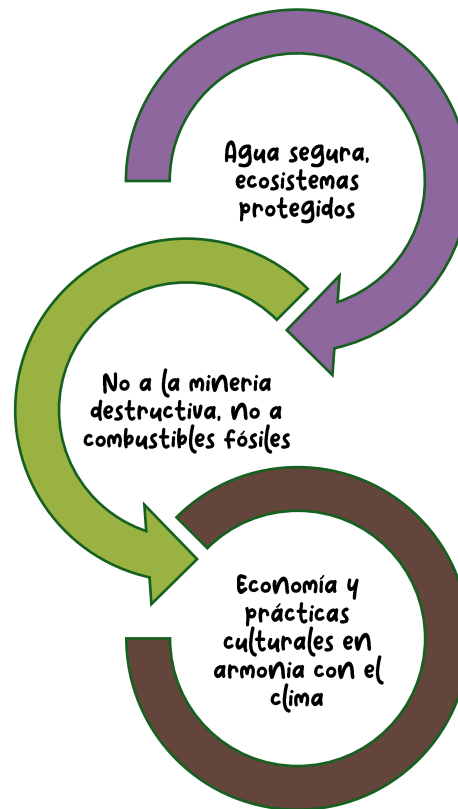 Agua segura,
ecosistemas
protegidos
No a la mineria
destructiva, no a
combustibles fósiles
Economía y
prácticas
culturales en
armonia con el
clima